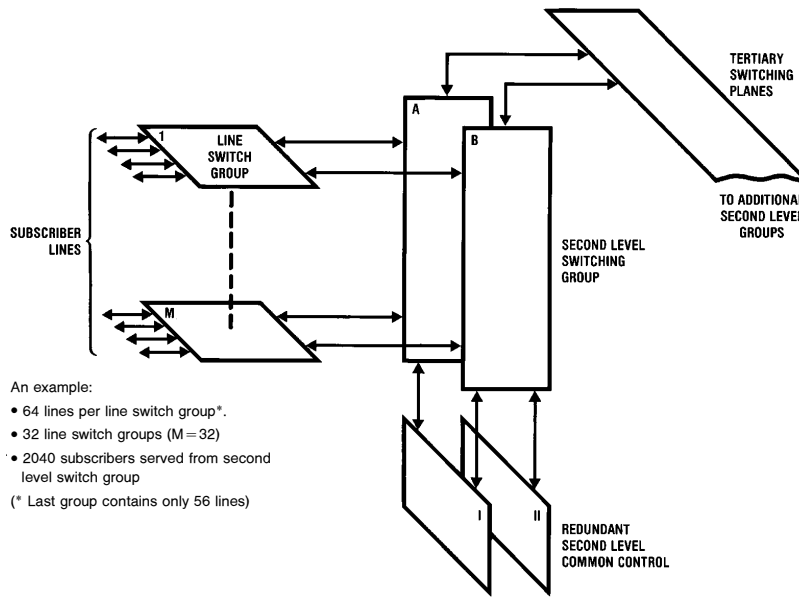 TERTIARY
SWITCHING
PLANES
A
B
1
LINE
SWITCH
GROUP
TO ADDITIONAL
SECOND LEVEL
GROUPS
SUBSCRIBER
LINES
SECOND LEVEL
SWITCHING
GROUP
M
An example:
• 64 lines per line switch group*.
• 32 line switch groups (M=32)
• 2040 subscribers served from second
level switch group
(* Last group contains only 56 lines)
I
II
REDUNDANT
SECOND LEVEL
COMMON CONTROL